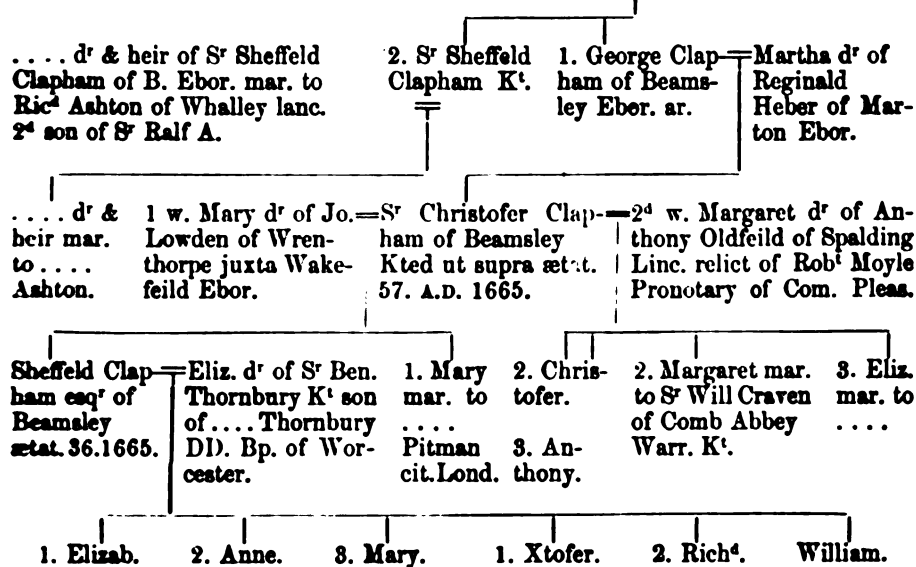 . . . . dʳ & heir of Sʳ Sheffeld
Clapham of B. Ebor. mar. to
Ricᵈ Ashton of Whalley lanc.
2ᵈ son of Sʳ Ralf A.
2. Sʳ Sheffeld
Clapham Kᵗ.
1. George Clap-
ham of Beams-
ley Ebor. ar.
Martha dʳ of
Reginald
Heber of Mar-
ton Ebor.
. . . . dʳ &
heir mar.
to . . . .
Ashton.
1 w. Mary dʳ of Jo.
Lowden of Wren-
thorpe juxta Wake-
feild Ebor.
Sʳ Christofer Clap-
ham of Beamsley
Kted ut supra ætat.
57. A.D. 1665.
2ᵈ w. Margaret dʳ of An-
thony Oldfeild of Spalding
Linc. relict of Robᵗ Moyle
Pronotary of Com. Pleas.
Sheffeld Clap-
ham esqʳ of
Beamsley
ætat. 36. 1665.
Eliz. dʳ of Sʳ Ben.
Thornbury Kᵗ son
of . . . . Thornbury
DD. Bp. of Wor-
cester.
1. Mary
mar. to
. . . .
Pitman
cit. Lond.
2. Chris-
tofer.
3. An-
thony.
2. Margaret mar.
to Sʳ Will Craven
of Comb Abbey
Warr. Kᵗ.
3. Eliz.
mar. to
. . . .
1. Elizab.
2. Anne.
3. Mary.
1. Xtofer.
2. Richᵈ.
William.